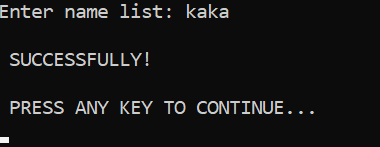 Enter name list: kaka
SUCCESSFULLY!
PRESS ANY KEY TO CONTINUE...